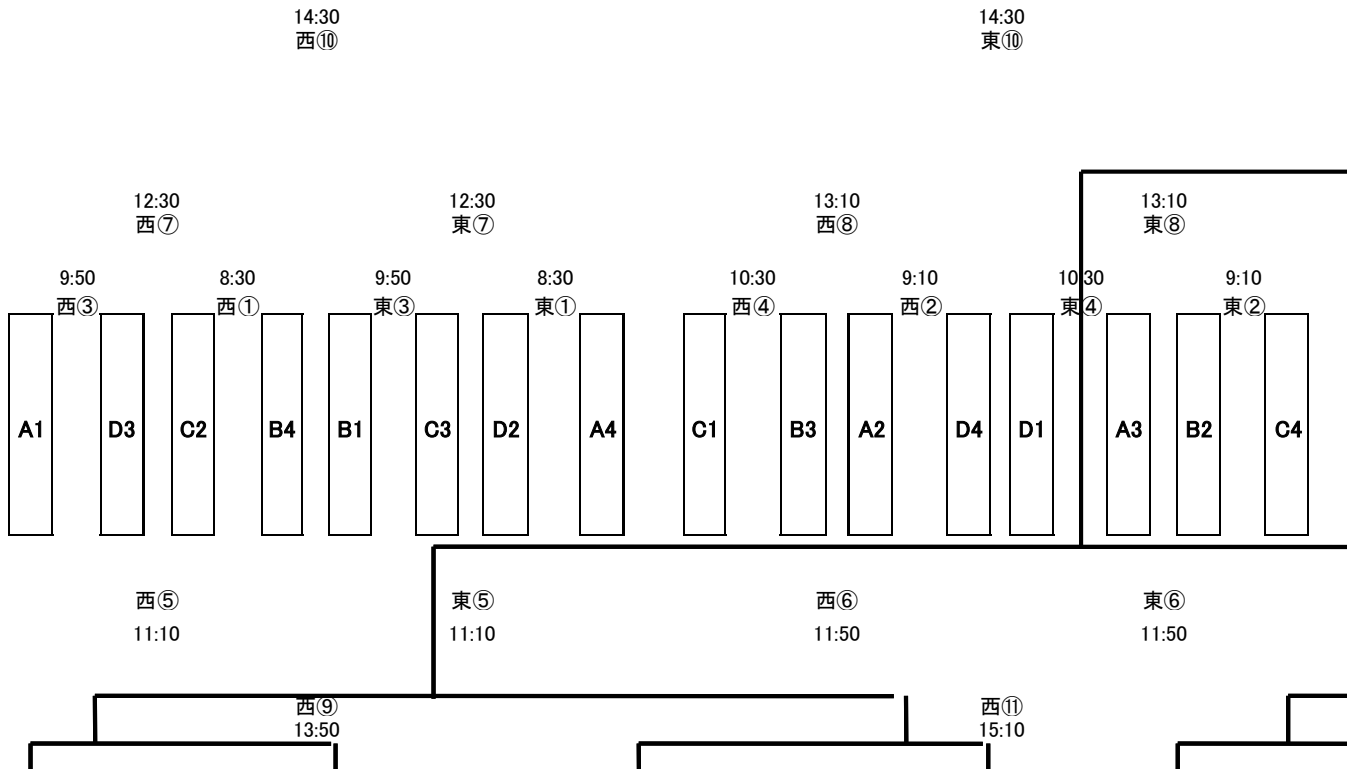 14:30 14:30
西⑩ 東⑩
12:30 12:30 13:10 13:10
西⑦ 東⑦ 西⑧ 東⑧
9:50 8:30 9:50 8:30 10:30 9:10 10:30 9:10
西③ 西① 東③ 東① 西④ 西② 東④ 東②
A1 D3 C2 B4 B1 C3 D2 A4 C1 B3 A2 D4 D1 A3 B2 C4
西⑤ 東⑤ 西⑥ 東⑥
11:10 11:10 11:50 11:50
西⑨ 西⑪
13:50 15:10